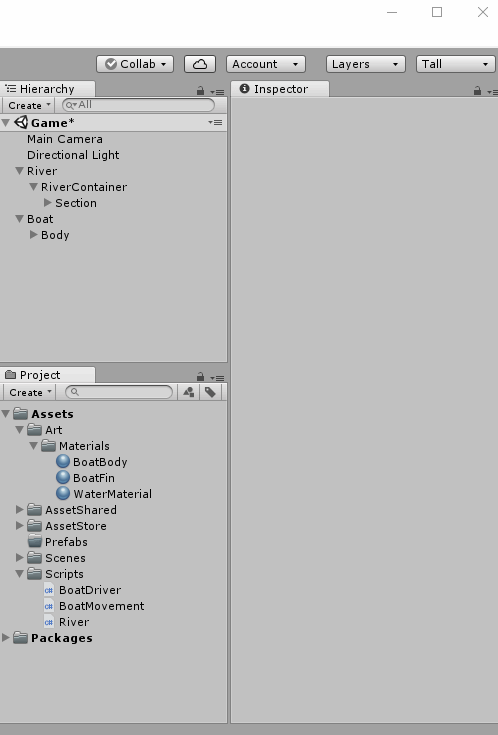 Collab Account Layers Tall
Hierarchy
Create All
Game*
Main Camera
Directional Light
River
RiverContainer
Section
Boat
Body
Inspector
Project
Create
Assets
Art
Materials
BoatBody
BoatFin
WaterMaterial
AssetShared
AssetStore
Prefabs
Scenes
Scripts
c# BoatDriver
c# BoatMovement
c# River
Packages